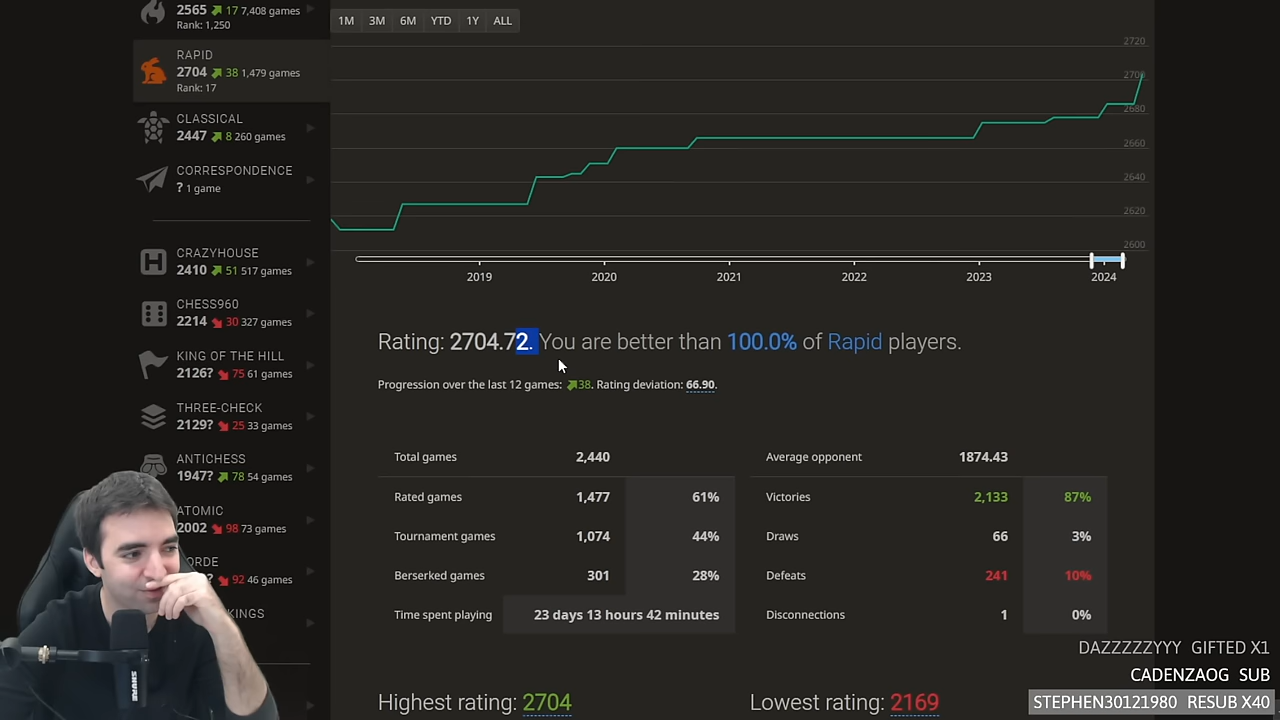 2565 17 7,408 games
Rank: 1,250
RAPID
2704 38 1,479 games
Rank: 17
CLASSICAL
2447 8 260 games
CORRESPONDENCE
? 1 game
CRAZYHOUSE
2410 51 517 games
CHESS960
2214 30 327 games
KING OF THE HILL
2126? 75 61 games
THREE-CHECK
2129? 25 33 games
ANTICHESS
1947? 78 54 games
ATOMIC
2002 98 73 games
ORDE
? 92 46 games
KINGS
1M 3M 6M YTD 1Y ALL
2720
2700
2680
2660
2640
2620
2600
2019 2020 2021 2022 2023 2024
Rating: 2704.72. You are better than 100.0% of Rapid players.
Progression over the last 12 games: 38. Rating deviation: 66.90.
Total games 2,440
Rated games 1,477 61%
Tournament games 1,074 44%
Berserked games 301 28%
Time spent playing 23 days 13 hours 42 minutes
Average opponent 1874.43
Victories 2,133 87%
Draws 66 3%
Defeats 241 10%
Disconnections 1 0%
Highest rating: 2704
Lowest rating: 2169
DAZZZZZYYY GIFTED X1
CADENZAOG SUB
STEPHEN30121980 RESUB X40
SHURE